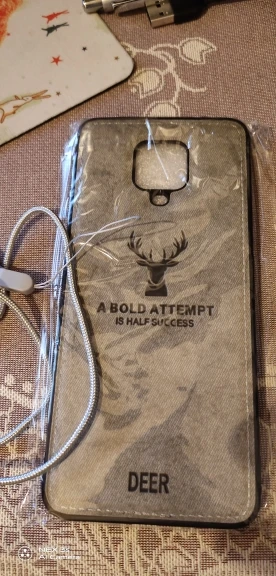 A BOLD ATTEMPT
IS HALF SUCCESS
DEER